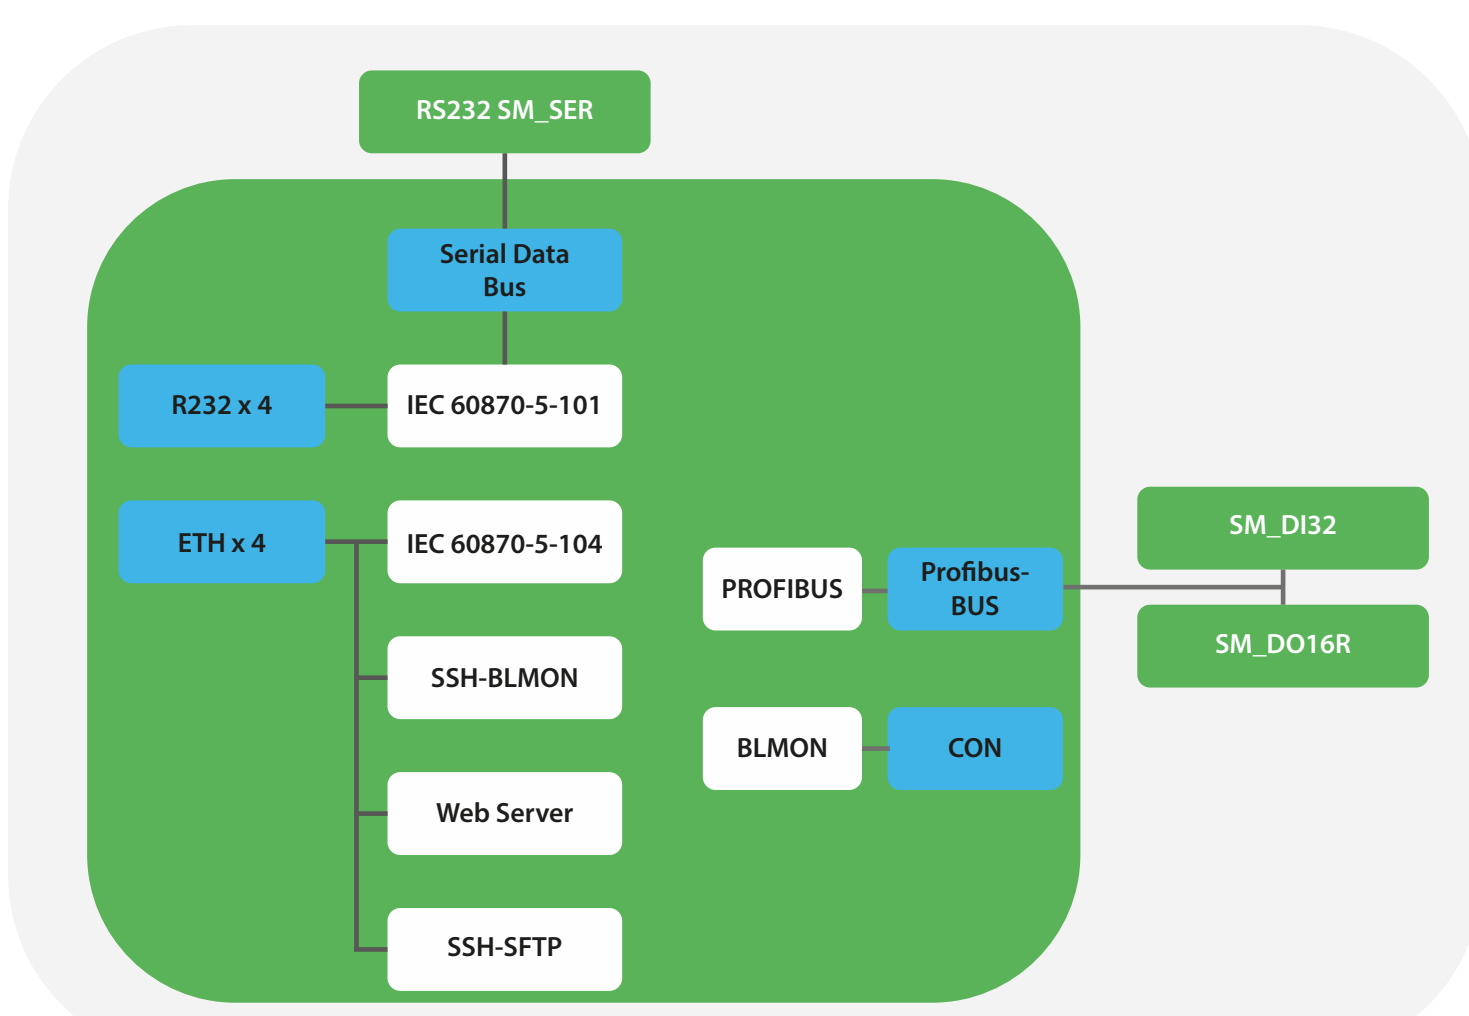 RS232 SM_SER
Serial Data
Bus
R232 x 4
IEC 60870-5-101
ETH x 4
IEC 60870-5-104
SSH-BLMON
Web Server
SSH-SFTP
PROFIBUS
Profibus-
BUS
BLMON
CON
SM_DI32
SM_DO16R